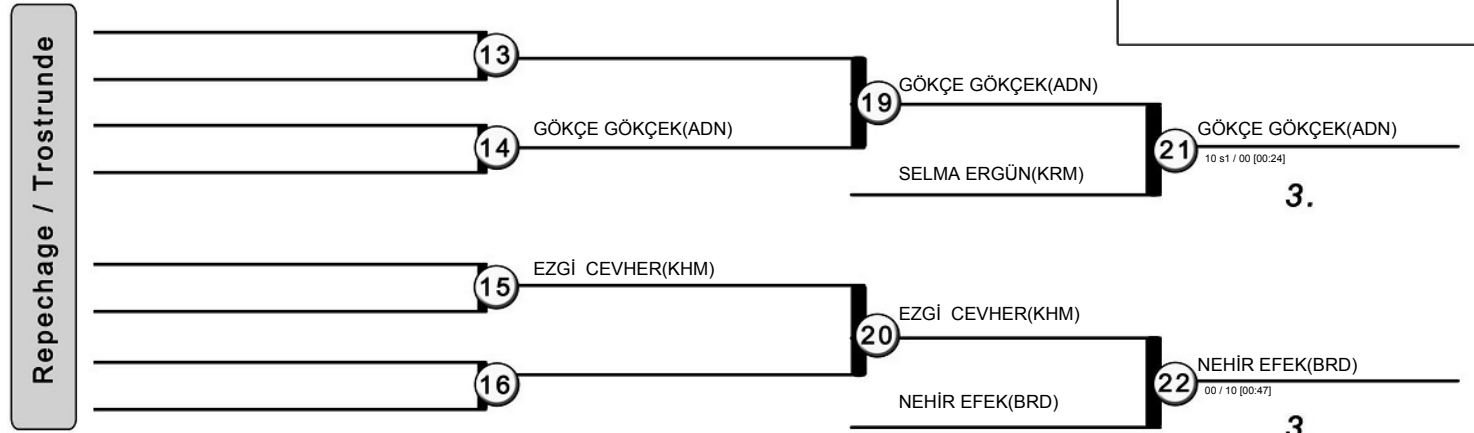 Repechage / Trostrunde
13
GÖKÇE GÖKÇEK(ADN)
14
GÖKÇE GÖKÇEK(ADN)
19
SELMA ERGÜN(KRM)
GÖKÇE GÖKÇEK(ADN)
21
10 s1 / 00 [00:24]
3.
EZGİ CEVHER(KHM)
15
16
EZGİ CEVHER(KHM)
20
NEHİR EFEK(BRD)
NEHİR EFEK(BRD)
22
00 / 10 [00:47]
3